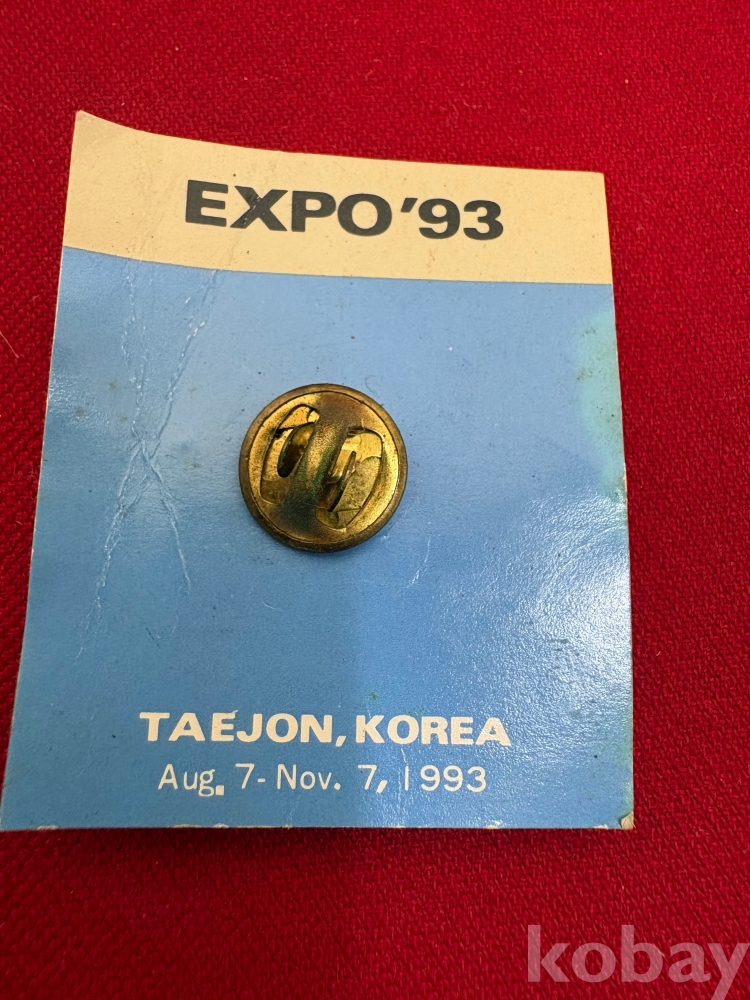 EXPO '93
TAEJON, KOREA
Aug. 7- Nov. 7, 1993
kobay